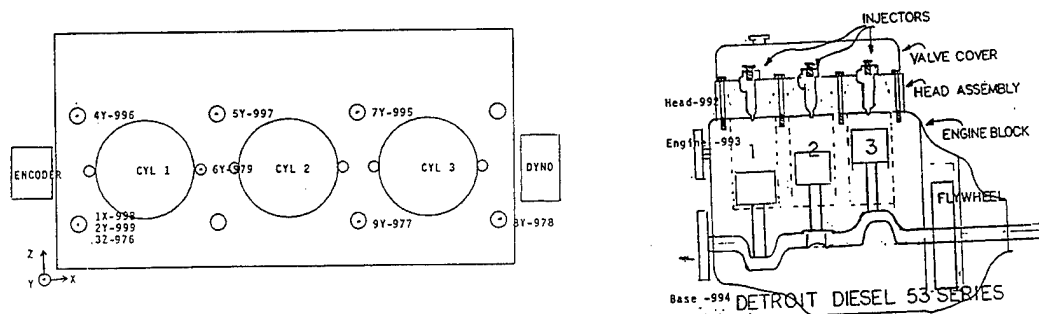 4Y-996
5Y-997
7Y-995
ENCODER
CYL 1
6Y-979
CYL 2
CYL 3
DYNO
1X-998
2Y-999
3Z-976
9Y-977
8Y-978
Z
Y
X
INJECTORS
VALVE COVER
HEAD ASSEMBLY
Head-992
ENGINE BLOCK
Engine -993
1
2
3
FLYWHEEL
Base -994
DETROIT DIESEL 53 SERIES